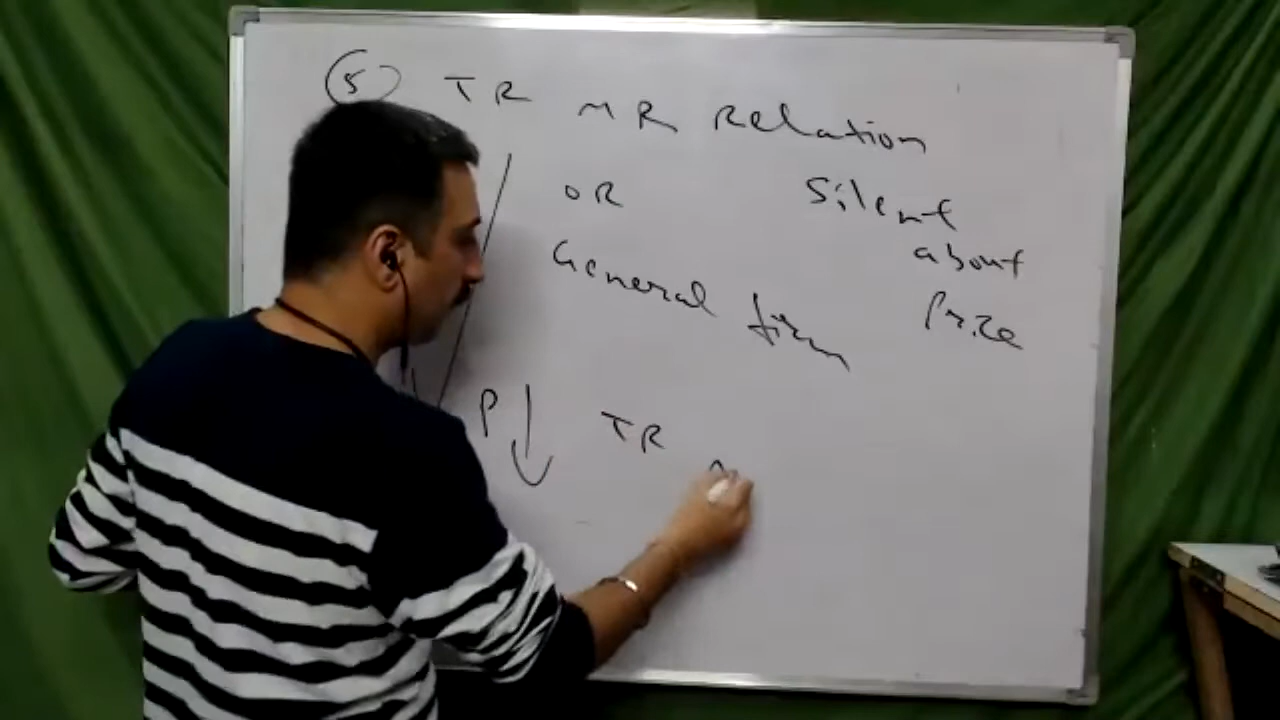 5 TR MR Relation
OR
Silent
about
Price
General firm
P ↓ TR